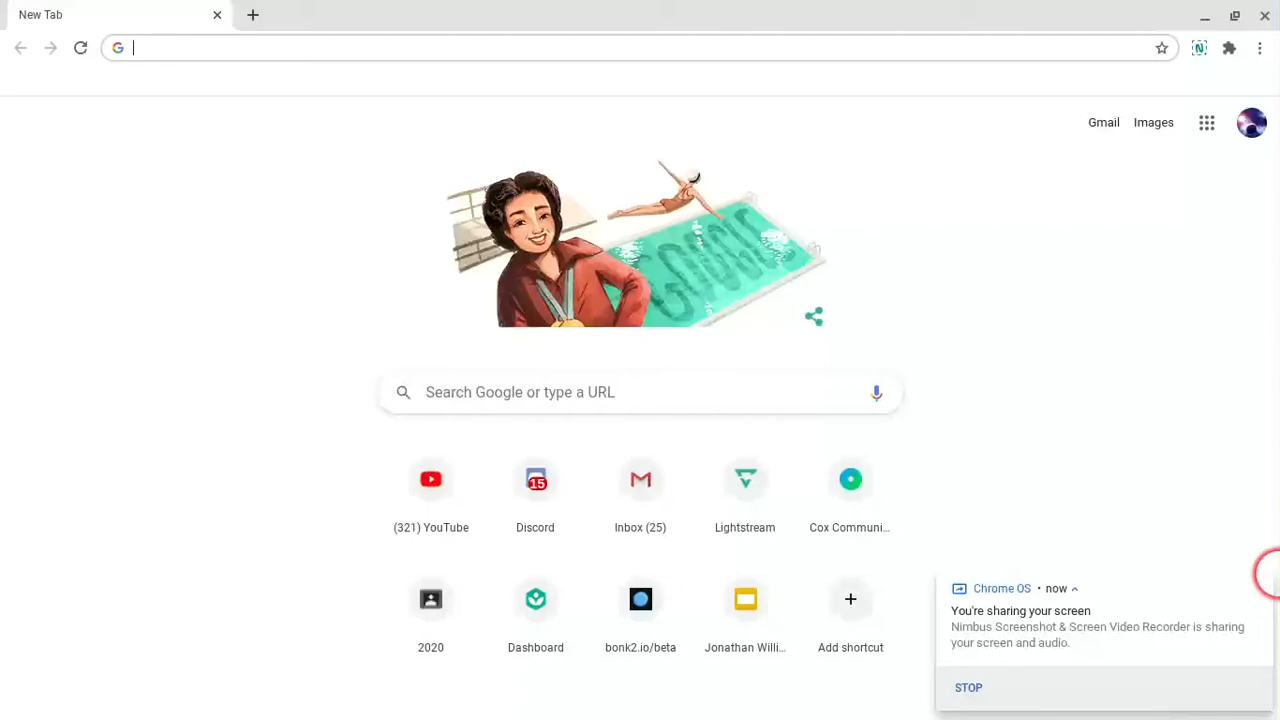 New Tab
Gmail Images
Search Google or type a URL
15
(321) YouTube
Discord
Inbox (25)
Lightstream
Cox Communi...
2020
Dashboard
bonk2.io/beta
Jonathan Willi...
Add shortcut
Chrome OS • now
You're sharing your screen
Nimbus Screenshot & Screen Video Recorder is sharing
your screen and audio.
STOP